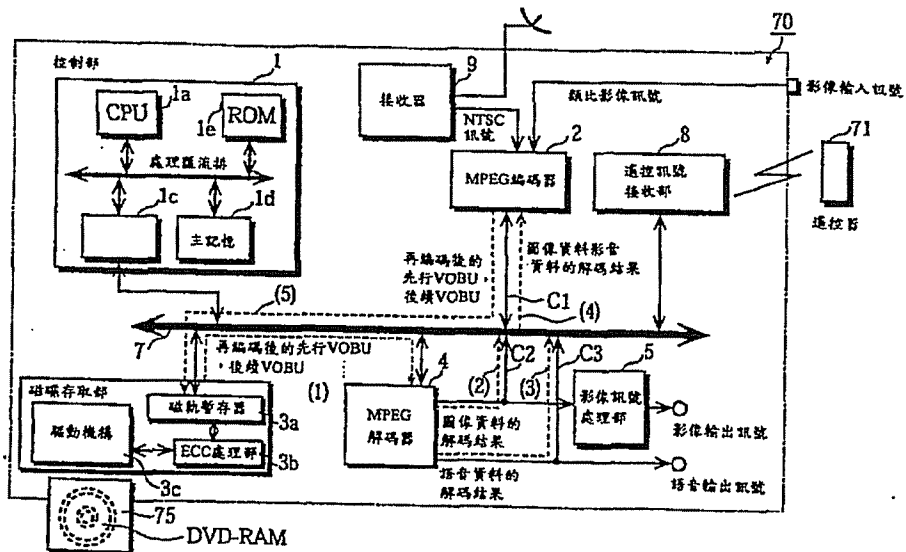 70
控制部
1
CPU
1a
ROM
1e
處理匯流排
1c
主記憶
1d
9
接收器
NTSC
訊號
類比影像訊號
影像輸入訊號
2
MPEG編碼器
8
遙控訊號
接收部
71
遙控器
再編碼後的
先行VOBU,
後續VOBU
圖像資料影音
資料的解碼結果
C1
(4)
(5)
7
再編碼後的先行VOBU
,後續VOBU
(1)
4
MPEG
解碼器
(2)
C2
(3)
C3
5
影像訊號
處理部
影像輸出訊號
圖像資料的
解碼結果
語音資料的
解碼結果
語音輸出訊號
磁碟存取部
磁軌暫存器
3a
驅動機構
3c
ECC處理部
3b
75
DVD-RAM